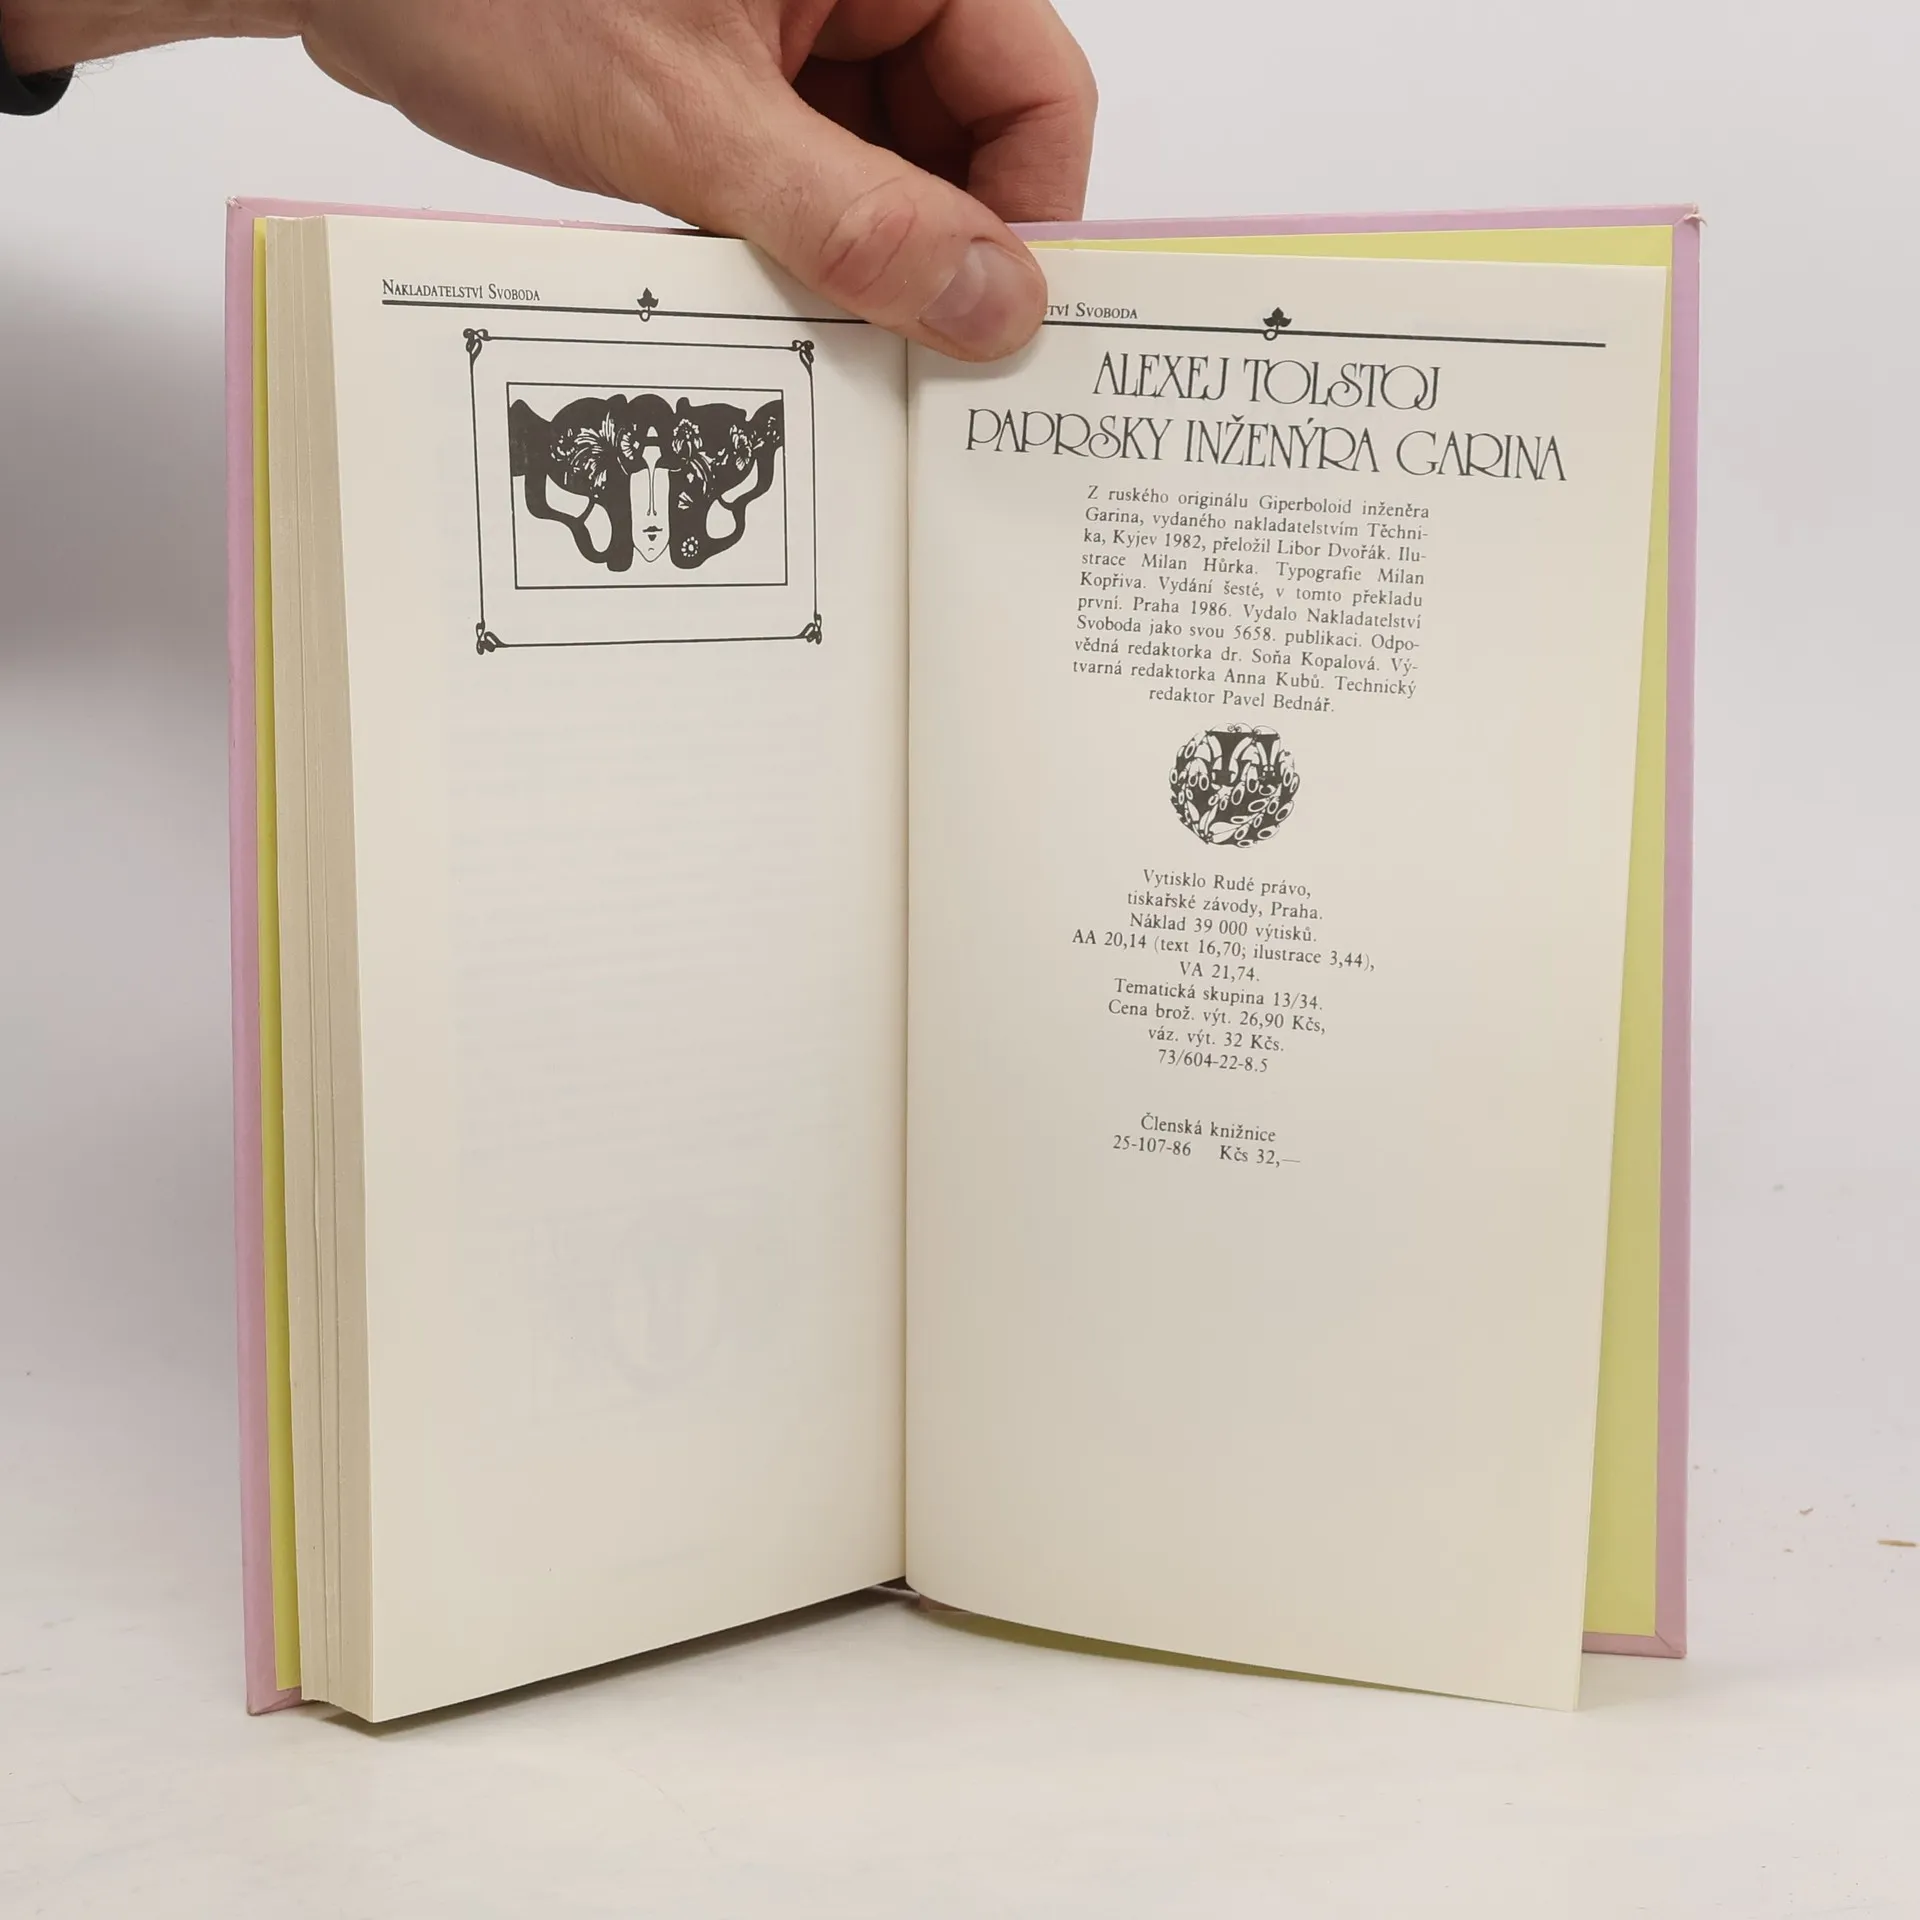 Nakladatelství Svoboda
Svoboda
ALEXEJ TOLSTOJ
PAPRSKY INŽENÝRA GARINA
Z ruského originálu Giperboloid inženěra
Garina, vydaného nakladatelstvím Těchni-
ka, Kyjev 1982, přeložil Libor Dvořák. Ilu-
strace Milan Hůrka. Typografie Milan
Kopřiva. Vydání šesté, v tomto překladu
první. Praha 1986. Vydalo Nakladatelství
Svoboda jako svou 5658. publikaci. Odpo-
vědná redaktorka dr. Soňa Kopalová. Vý-
tvarná redaktorka Anna Kubů. Technický
redaktor Pavel Bednář.
Vytisklo Rudé právo,
tiskařské závody, Praha.
Náklad 39 000 výtisků.
AA 20,14 (text 16,70; ilustrace 3,44),
VA 21,74.
Tematická skupina 13/34.
Cena brož. výt. 26,90 Kčs,
váz. výt. 32 Kčs.
73/604-22-8.5
Členská knižnice
25-107-86 Kčs 32,—